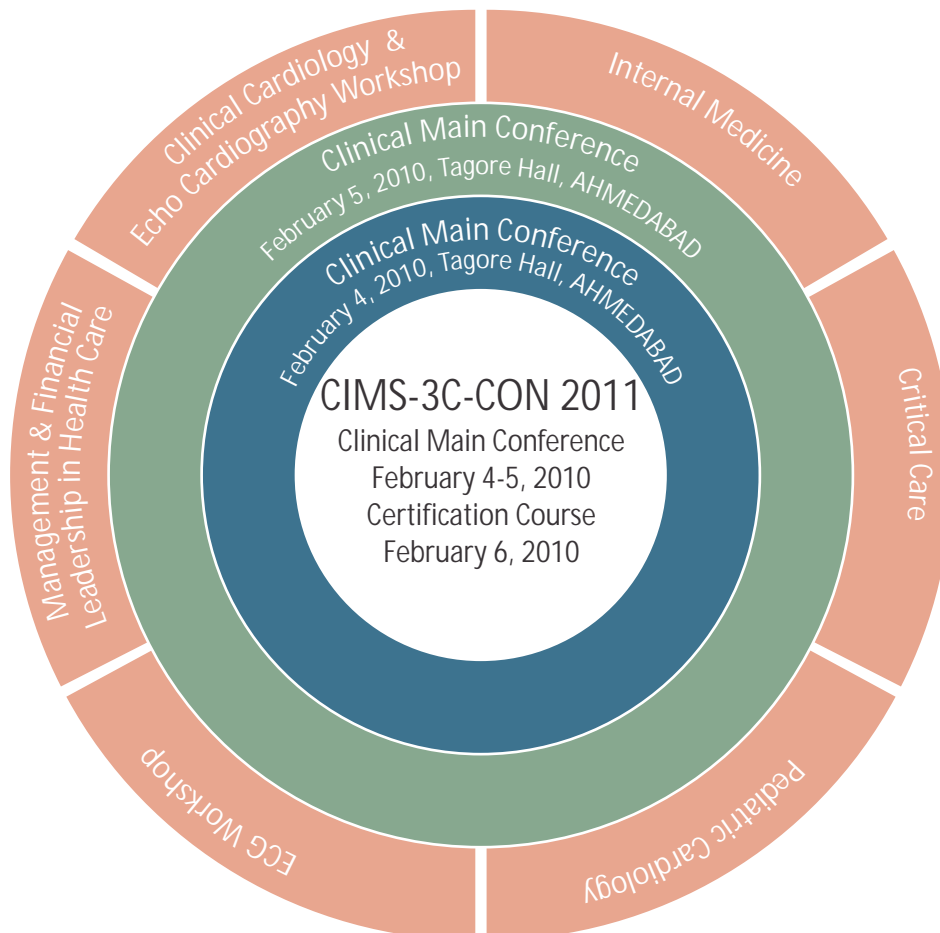 CIMS-3C-CON 2011
Clinical Main Conference
February 4-5, 2010
Certification Course
February 6, 2010
Clinical Main Conference
February 4, 2010, Tagore Hall, AHMEDABAD
Clinical Main Conference
February 5, 2010, Tagore Hall, AHMEDABAD
Clinical Cardiology &
Echo Cardiography Workshop
Internal Medicine
Critical Care
Pediatric Cardiology
ECG Workshop
Management & Financial
Leadership in Health Care